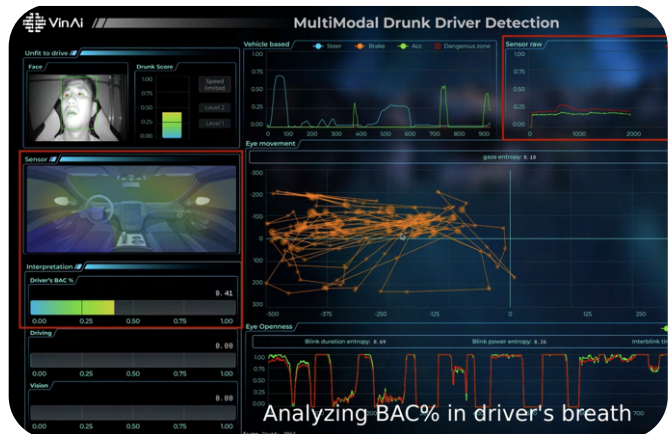 VinAi
MultiModal Drunk Driver Detection
Unfit to drive
Face
Drunk Score
1.00
0.75
0.50
0.25
0.00
Speed limited
Level 2
Level 1
Vehicle based
Steer
Brake
Acc
Dangerous zone
1.00
0.75
0.50
0.25
0.00
0 100 200 300 400 500 600 700 800 900
Sensor raw
1.00
0.75
0.50
0.25
0.00
0 1000 2000
Sensor
Eye movement
gaze entropy: 0.18
-300
-200
-100
0
100
200
300
-500 -375 -250 -125 0 125 250
Interpretation
Driver's BAC %
0.41
0.00 0.25 0.50 0.75 1.00
Driving
0.00
0.00 0.25 0.50 0.75 1.00
Vision
0.00
0.00 0.25 0.50 0.75 1.00
Eye Openness
Blink duration entropy: 0.69
Blink power entropy: 0.26
Interblink
1.00
0.75
0.50
0.25
0.00
700
Analyzing BAC% in driver's breath